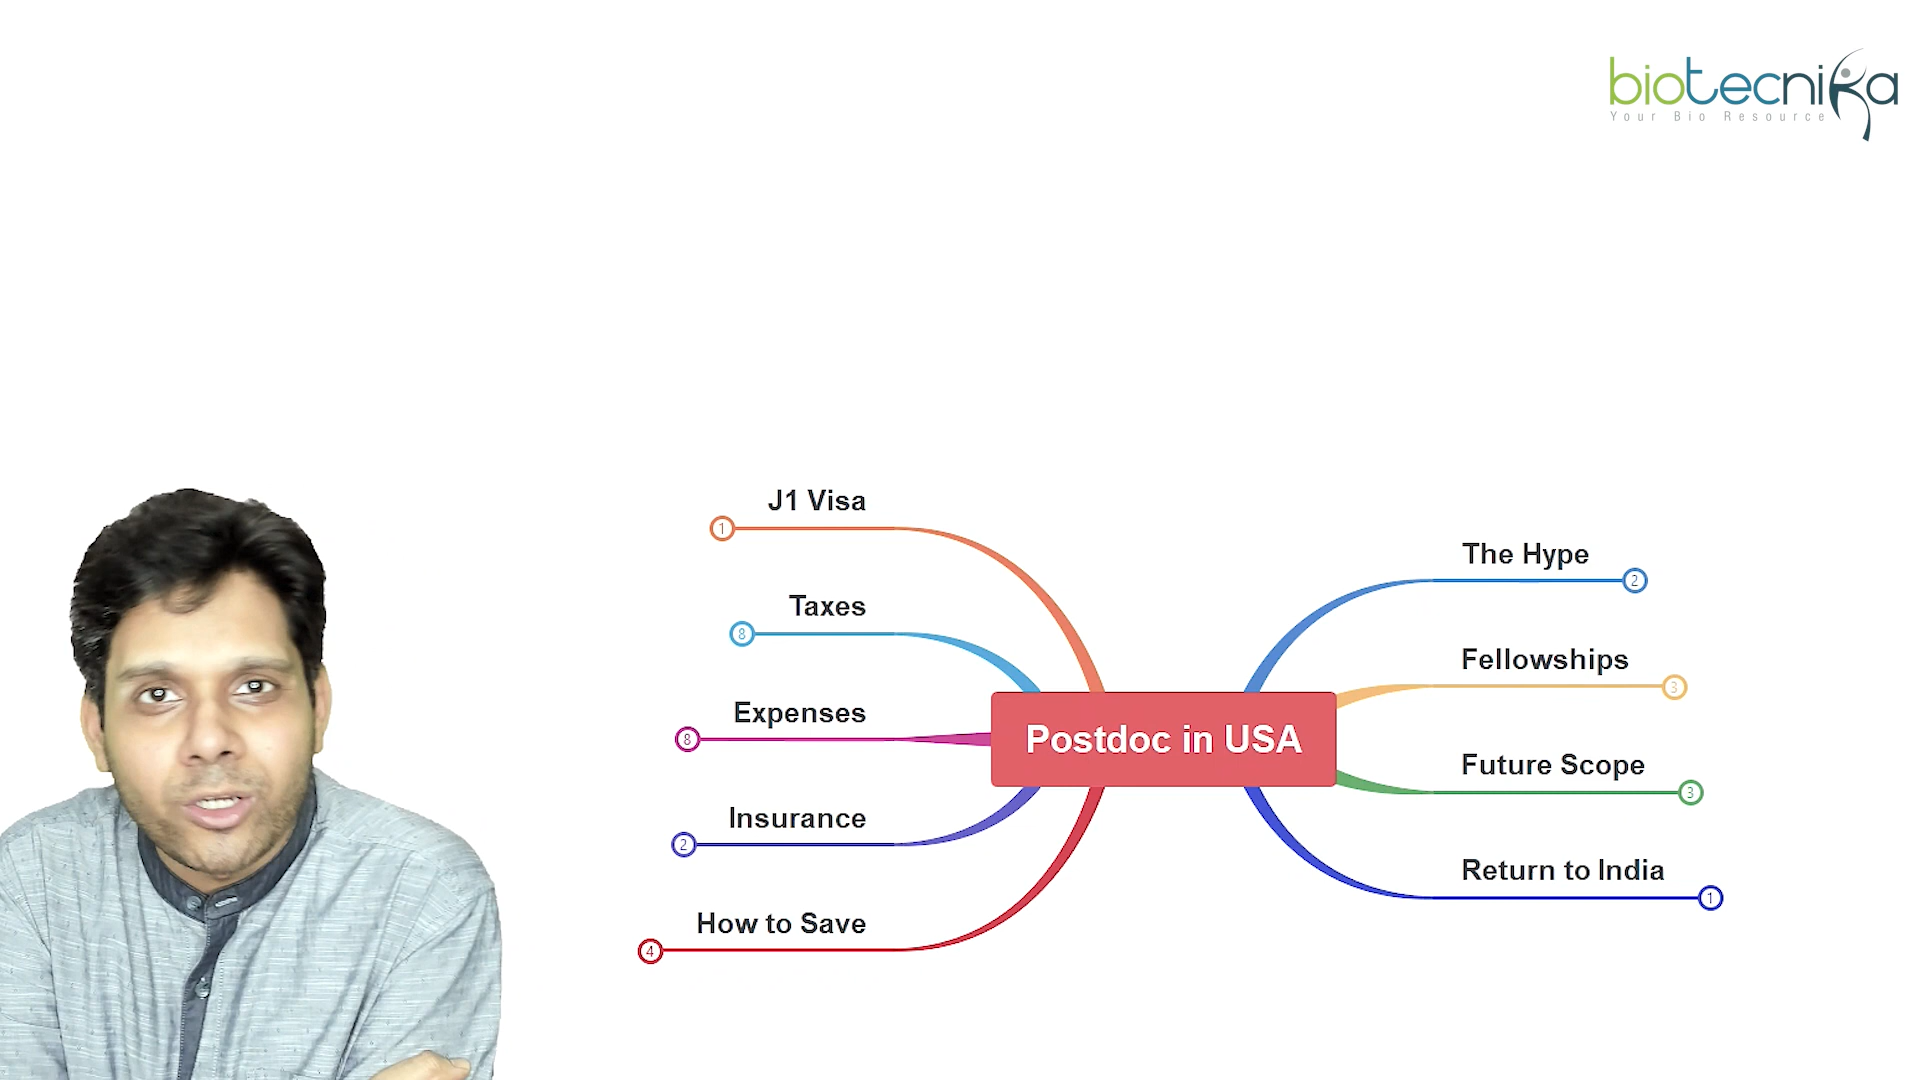 biotecnika
Your Bio Resource
J1 Visa
1
Taxes
8
Expenses
8
Insurance
2
How to Save
4
Postdoc in USA
The Hype
2
Fellowships
3
Future Scope
3
Return to India
1